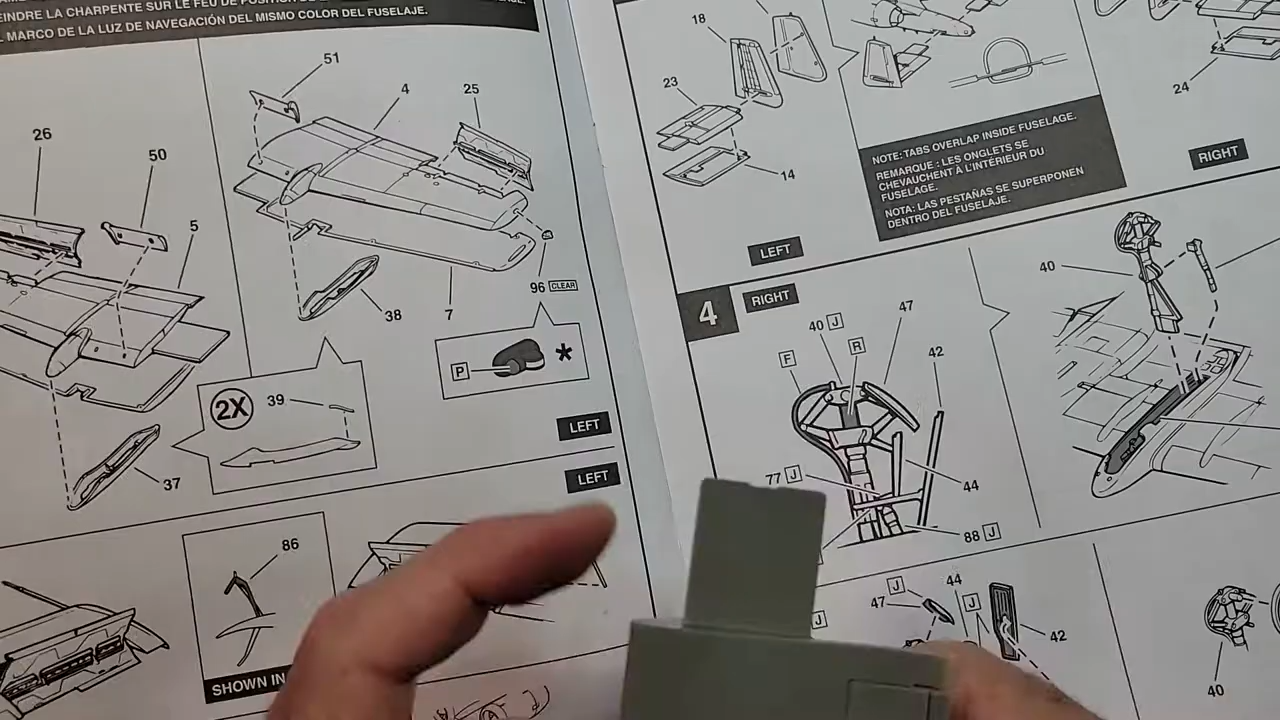 EINDRE LA CHARPENTE SUR LE FEU DE POSITION
L MARCO DE LA LUZ DE NAVEGACIÓN DEL MISMO COLOR DEL FUSELAJE.
51
4
25
26
50
5
96 CLEAR
38
7
P
*
2X
39
37
LEFT
LEFT
86
SHOWN IN
18
23
14
LEFT
NOTE: TABS OVERLAP INSIDE FUSELAGE.
REMARQUE : LES ONGLETS SE
CHEVAUCHENT A L'INTÉRIEUR DU
FUSELAGE.
NOTA: LAS PESTAÑAS SE SUPERPONEN
DENTRO DEL FUSELAJE.
24
RIGHT
4
RIGHT
40 J
47
F
R
42
77 J
44
88 J
40
J
44
47
J
42
J
40